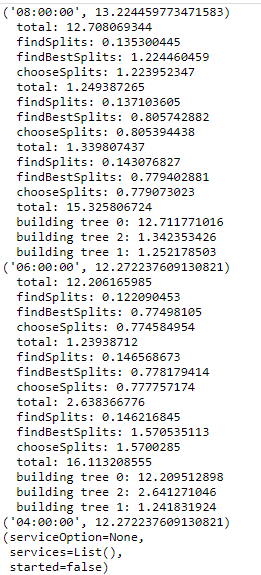 ('08:00:00', 13.224459773471583)
total: 12.708069344
findSplits: 0.135300445
findBestSplits: 1.224460459
chooseSplits: 1.223952347
total: 1.249387265
findSplits: 0.137103605
findBestSplits: 0.805742882
chooseSplits: 0.805394438
total: 1.339807437
findSplits: 0.143076827
findBestSplits: 0.779402881
chooseSplits: 0.779073023
total: 15.325806724
building tree 0: 12.711771016
building tree 2: 1.342353426
building tree 1: 1.252178503
('06:00:00', 12.272237609130821)
total: 12.206165985
findSplits: 0.122090453
findBestSplits: 0.77498105
chooseSplits: 0.774584954
total: 1.23938712
findSplits: 0.146568673
findBestSplits: 0.778179414
chooseSplits: 0.777757174
total: 2.638366776
findSplits: 0.146216845
findBestSplits: 1.570535113
chooseSplits: 1.5700285
total: 16.113208555
building tree 0: 12.209512898
building tree 2: 2.641271046
building tree 1: 1.241831924
('04:00:00', 12.272237609130821)
(serviceOption=None,
services=List(),
started=false)